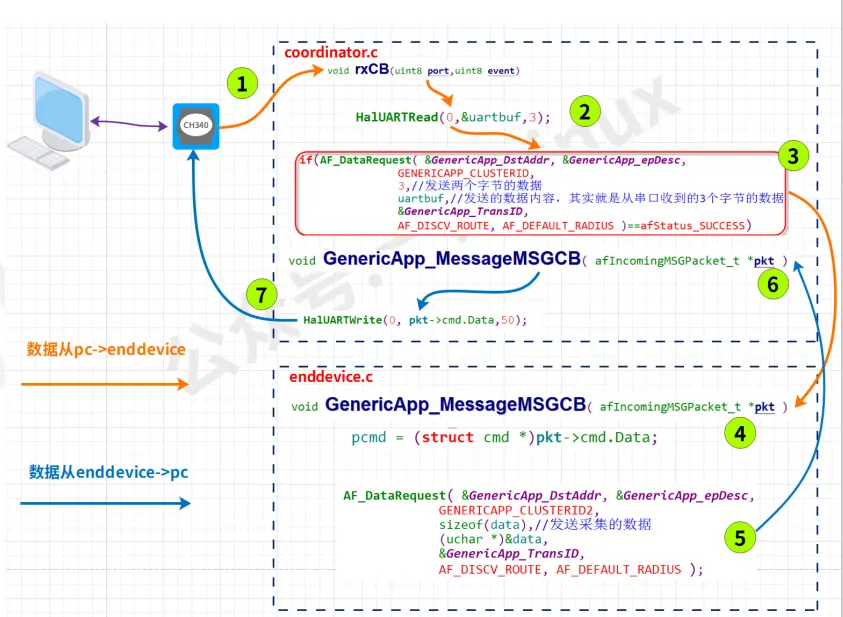 coordinator.c
1
void rxCB(uint8 port,uint8 event)
CH340
HalUARTRead(0,&uartbuf,3);
2
3
if(AF_DataRequest( &GenericApp_DstAddr, &GenericApp_epDesc,
GENERICAPP_CLUSTERID,
3,//发送两个字节的数据
uartbuf,//发送的数据内容，其实就是从串口收到的3个字节的数据
&GenericApp_TransID,
AF_DISCV_ROUTE, AF_DEFAULT_RADIUS )==afStatus_SUCCESS)
void GenericApp_MessageMSGCB( afIncomingMSGPacket_t *pkt )
6
7
HalUARTWrite(0, pkt->cmd.Data,50);
数据从pc->enddevice
enddevice.c
void GenericApp_MessageMSGCB( afIncomingMSGPacket_t *pkt )
4
pcmd = (struct cmd *)pkt->cmd.Data;
数据从enddevice->pc
AF_DataRequest( &GenericApp_DstAddr, &GenericApp_epDesc,
GENERICAPP_CLUSTERID2,
sizeof(data),//发送采集的数据
(uchar *)&data,
5
&GenericApp_TransID,
AF_DISCV_ROUTE, AF_DEFAULT_RADIUS );
公众号